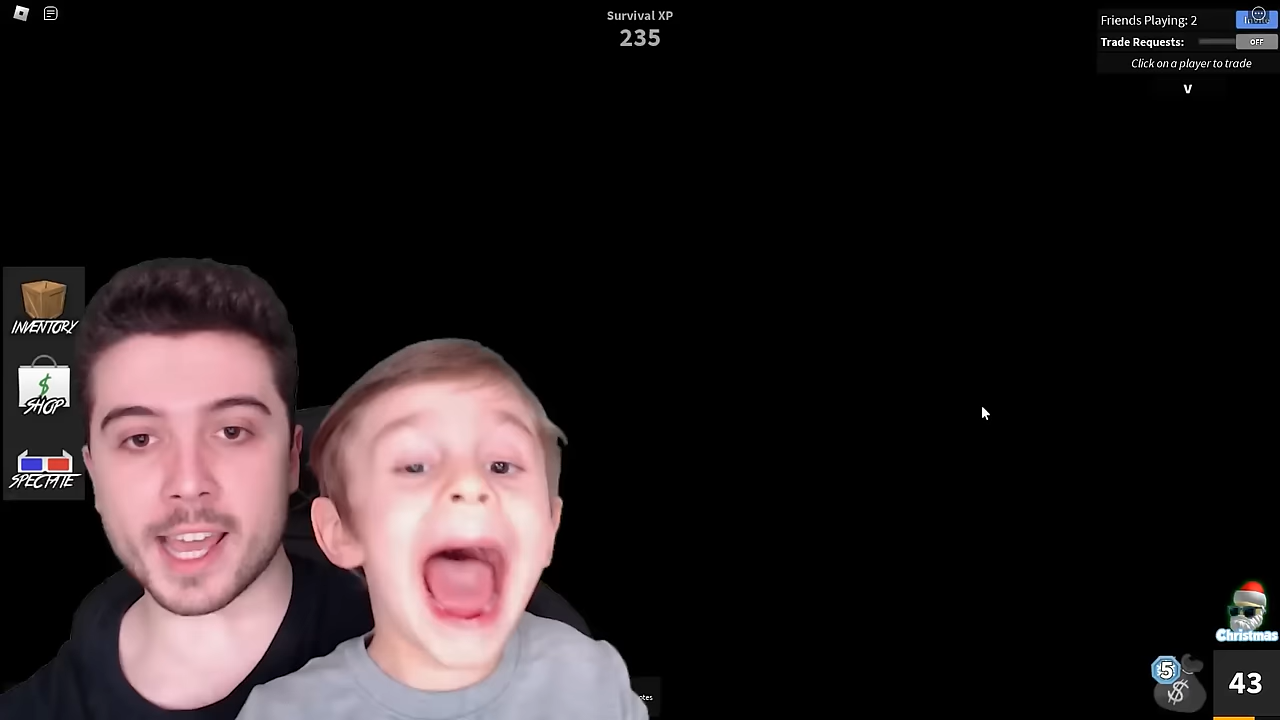 Survival XP
235
Friends Playing: 2
Trade Requests:
OFF
Click on a player to trade
v
INVENTORY
$
SHOP
SPECTATE
Christmas
5
$
43
otes